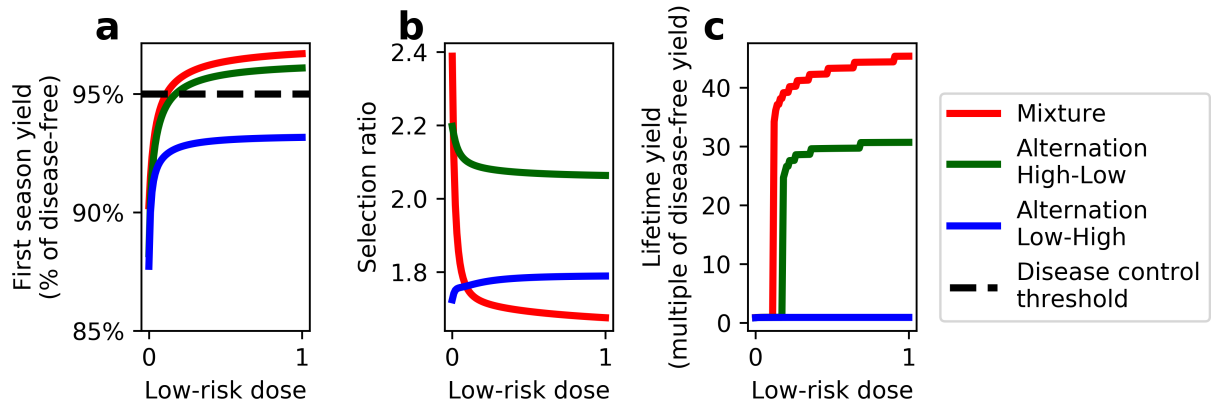 a
First season yield
(% of disease-free)
95%
90%
85%
0
1
Low-risk dose
b
Selection ratio
2.4
2.2
2.0
1.8
0
1
Low-risk dose
c
Lifetime yield
(multiple of disease-free yield)
40
30
20
10
0
0
1
Low-risk dose
Mixture
Alternation
High-Low
Alternation
Low-High
Disease control
threshold